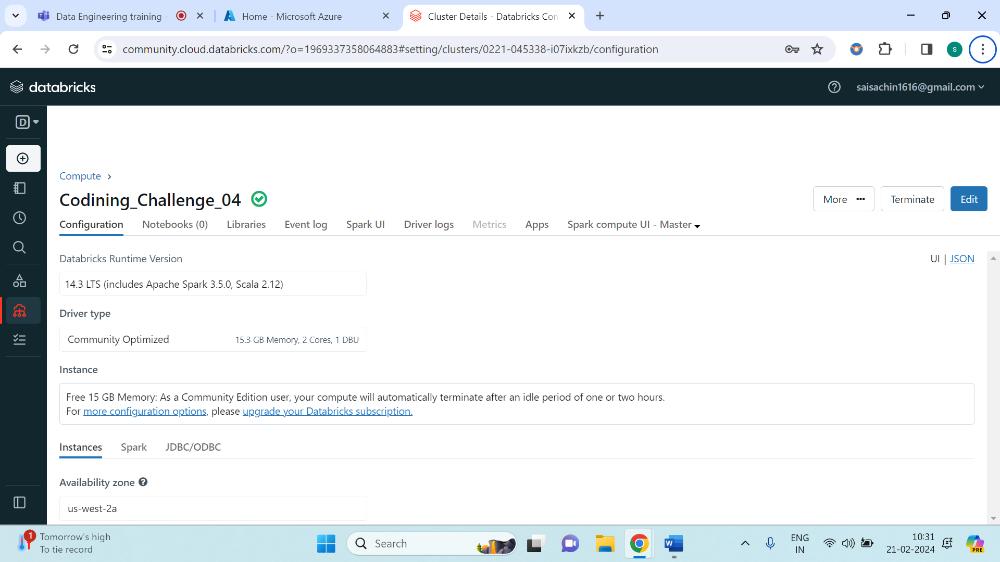 Data Engineering training -
Home - Microsoft Azure
Cluster Details - Databricks Con
community.cloud.databricks.com/?o=1969337358064883#setting/clusters/0221-045338-i07ixkzb/configuration
s
databricks
saisachin1616@gmail.com
D
Compute
Codining_Challenge_04
More
Terminate
Edit
Configuration
Notebooks (0)
Libraries
Event log
Spark UI
Driver logs
Metrics
Apps
Spark compute UI - Master
Databricks Runtime Version
UI | JSON
14.3 LTS (includes Apache Spark 3.5.0, Scala 2.12)
Driver type
Community Optimized
15.3 GB Memory, 2 Cores, 1 DBU
Instance
Free 15 GB Memory: As a Community Edition user, your compute will automatically terminate after an idle period of one or two hours.
For more configuration options, please upgrade your Databricks subscription.
Instances
Spark
JDBC/ODBC
Availability zone
us-west-2a
1
Tomorrow's high
To tie record
Search
W
ENG
IN
10:31
21-02-2024
PRE